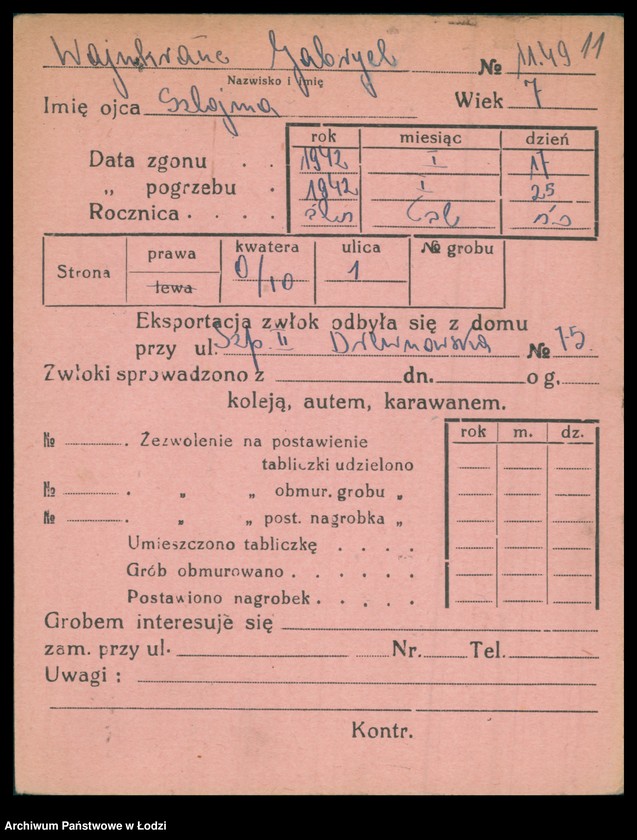 Wajnkranc Gabryel № 11.49 11
Nazwisko i imię
Imię ojca Szlojma Wiek 7
rok miesiąc dzień
Data zgonu . . 1942 I 17
„ pogrzebu . 1942 I 25
Rocznica . . . .
Strona prawa lewa kwatera 0/10 ulica 1 № grobu
Eksportacja zwłok odbyła się z domu
przy ul. Szp. II Drewnowska № 75
Zwłoki sprowadzono z dn. o g.
koleją, autem, karawanem.
rok m. dz.
№ . Zezwolenie na postawienie
tabliczki udzielono
№ . „ „ obmur. grobu „
№ . „ „ post. nagrobka „
Umieszczono tabliczkę . . . .
Grób obmurowano . . . . . .
Postawiono nagrobek . . . . .
Grobem interesuje się
zam. przy ul. Nr. Tel.
Uwagi :
Kontr.
Archiwum Państwowe w Łodzi